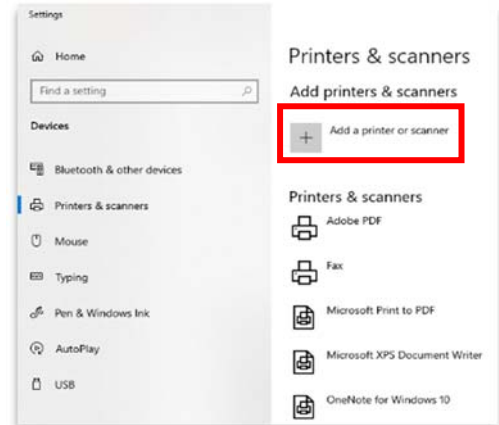 Settings
Home
Find a setting
Devices
Bluetooth & other devices
Printers & scanners
Mouse
Typing
Pen & Windows Ink
AutoPlay
USB
Printers & scanners
Add printers & scanners
Add a printer or scanner
Printers & scanners
Adobe PDF
Fax
Microsoft Print to PDF
Microsoft XPS Document Writer
OneNote for Windows 10